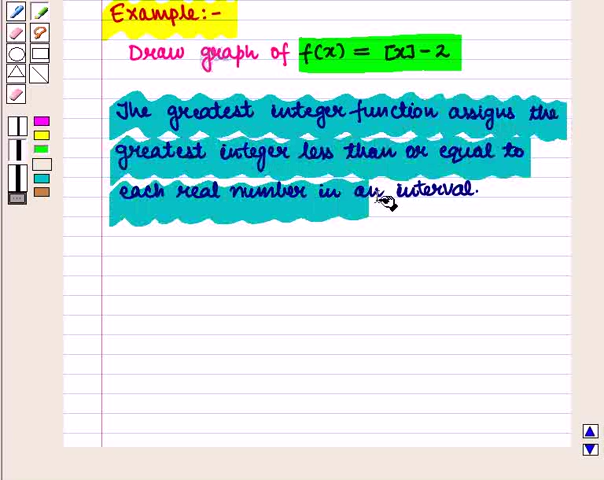 Example:-
Draw graph of f(x) = [x]-2
The greatest integer function assigns the
greatest integer less than or equal to
each real number in an interval.